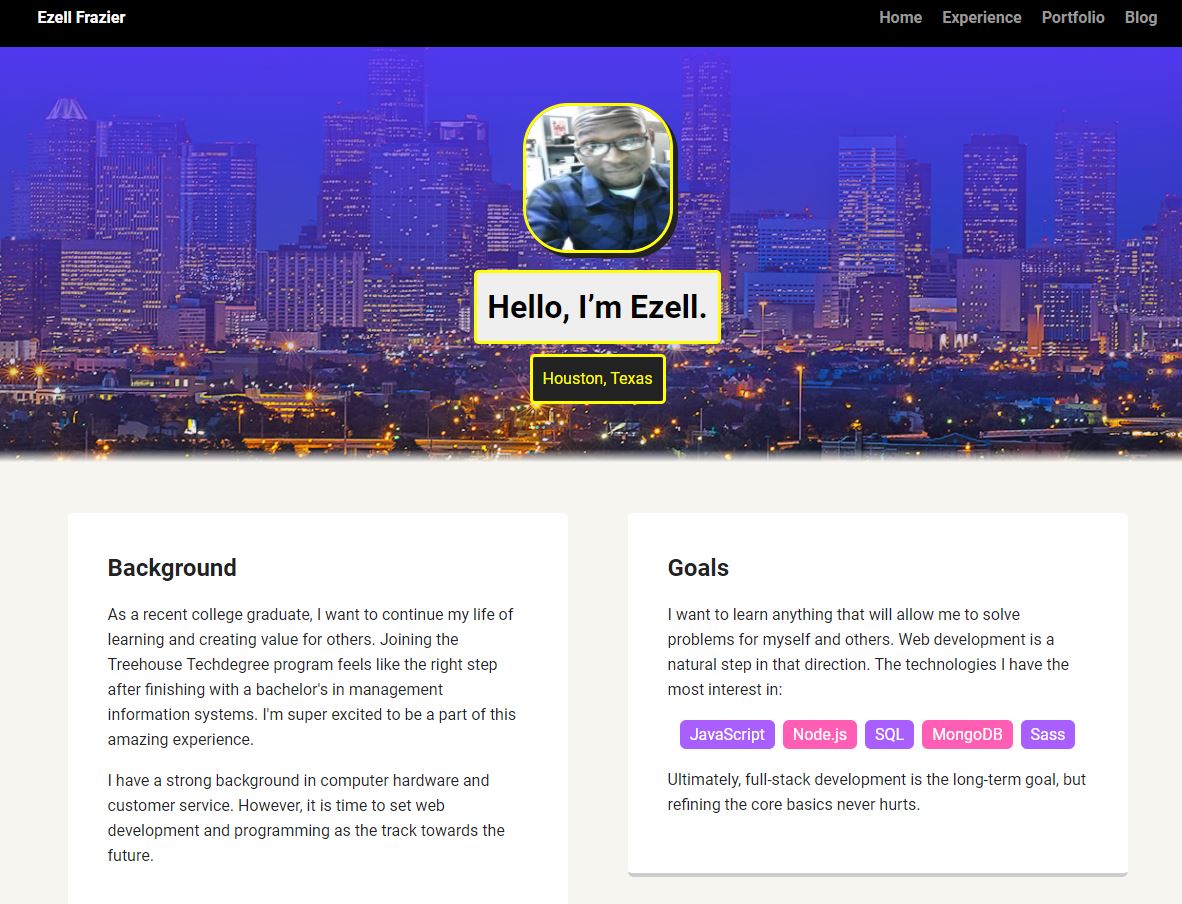 Ezell Frazier
Home Experience Portfolio Blog
Hello, I’m Ezell.
Houston, Texas
Background
As a recent college graduate, I want to continue my life of
learning and creating value for others. Joining the
Treehouse Techdegree program feels like the right step
after finishing with a bachelor's in management
information systems. I'm super excited to be a part of this
amazing experience.
I have a strong background in computer hardware and
customer service. However, it is time to set web
development and programming as the track towards the
future.
Goals
I want to learn anything that will allow me to solve
problems for myself and others. Web development is a
natural step in that direction. The technologies I have the
most interest in:
JavaScript Node.js SQL MongoDB Sass
Ultimately, full-stack development is the long-term goal, but
refining the core basics never hurts.